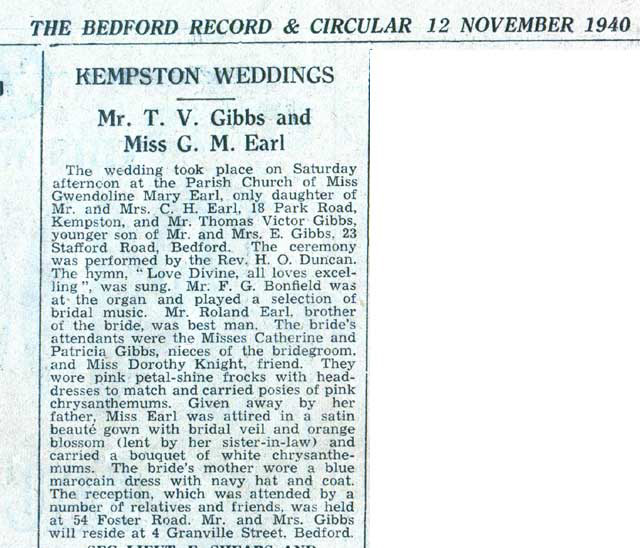 THE BEDFORD RECORD & CIRCULAR 12 NOVEMBER 1940
KEMPSTON WEDDINGS
Mr. T. V. Gibbs and
Miss G. M. Earl
The wedding took place on Saturday
afternoon at the Parish Church of Miss
Gwendoline Mary Earl, only daughter of
Mr. and Mrs. C. H. Earl, 18 Park Road,
Kempston, and Mr. Thomas Victor Gibbs,
younger son of Mr. and Mrs. E. Gibbs, 23
Stafford Road, Bedford. The ceremony
was performed by the Rev. H. O. Duncan.
The hymn, "Love Divine, all loves excel-
ling", was sung. Mr. F. G. Bonfield was
at the organ and played a selection of
bridal music. Mr. Roland Earl, brother
of the bride, was best man. The bride's
attendants were the Misses Catherine and
Patricia Gibbs, nieces of the bridegroom,
and Miss Dorothy Knight, friend. They
wore pink petal-shine frocks with head-
dresses to match and carried posies of pink
chrysanthemums. Given away by her
father, Miss Earl was attired in a satin
beauté gown with bridal veil and orange
blossom (lent by her sister-in-law) and
carried a bouquet of white chrysanthe-
mums. The bride's mother wore a blue
marocain dress with navy hat and coat.
The reception, which was attended by a
number of relatives and friends, was held
at 54 Foster Road. Mr. and Mrs. Gibbs
will reside at 4 Granville Street, Bedford.